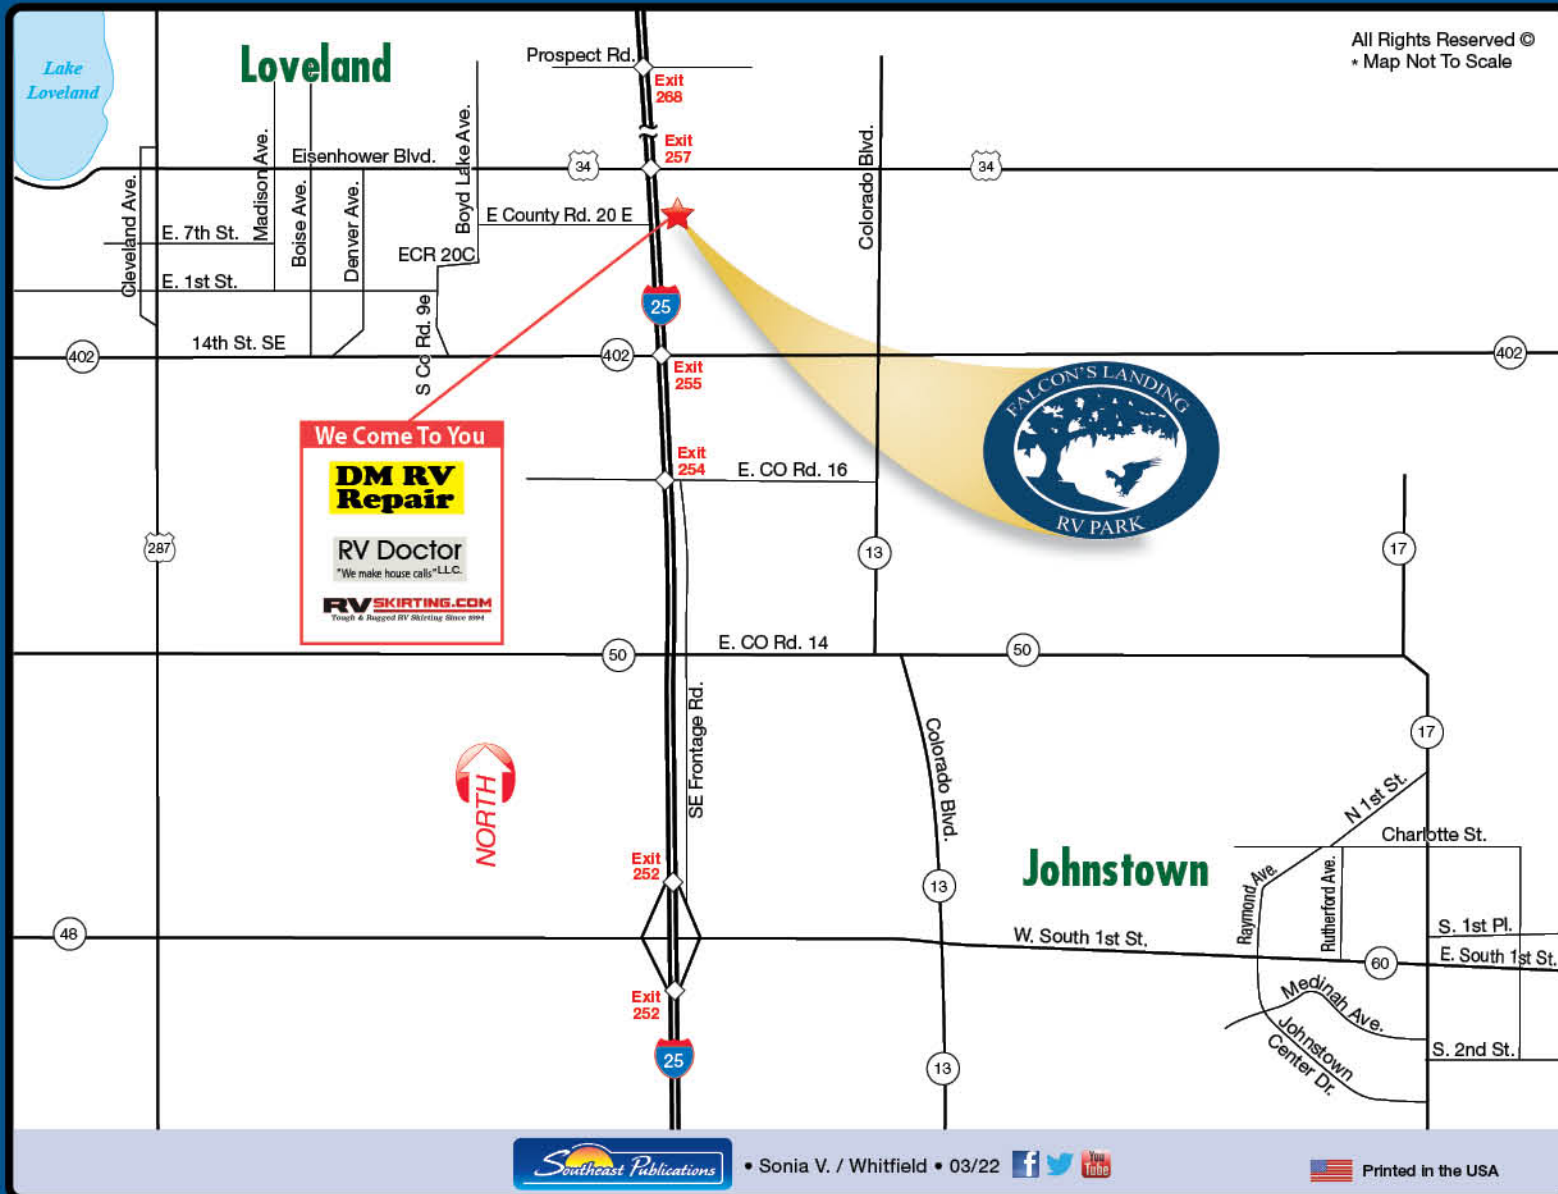 All Rights Reserved ©
* Map Not To Scale
Lake
Loveland
Loveland
Prospect Rd.
Exit
268
Exit
257
Eisenhower Blvd.
34
34
Cleveland Ave.
Madison Ave.
Boise Ave.
Denver Ave.
Boyd Lake Ave.
Colorado Blvd.
E County Rd. 20 E
E. 7th St.
ECR 20C
E. 1st St.
S Co Rd. 9e
25
14th St. SE
402
402
402
Exit
255
FALCON'S LANDING
RV PARK
We Come To You
DM RV
Repair
RV Doctor
"We make house calls" LLC.
RVSKIRTING.COM
Tough & Rugged RV Skirting Since 1994
Exit
254
E. CO Rd. 16
287
13
17
E. CO Rd. 14
50
50
SE Frontage Rd.
Colorado Blvd.
17
NORTH
N 1st St.
Charlotte St.
Exit
252
Johnstown
13
Raymond Ave.
Rutherford Ave.
48
W. South 1st St.
S. 1st Pl.
60
E. South 1st St.
Exit
252
Medinah Ave.
Johnstown
Center Dr.
S. 2nd St.
25
13
Southeast Publications
• Sonia V. / Whitfield • 03/22
f
You
Tube
Printed in the USA